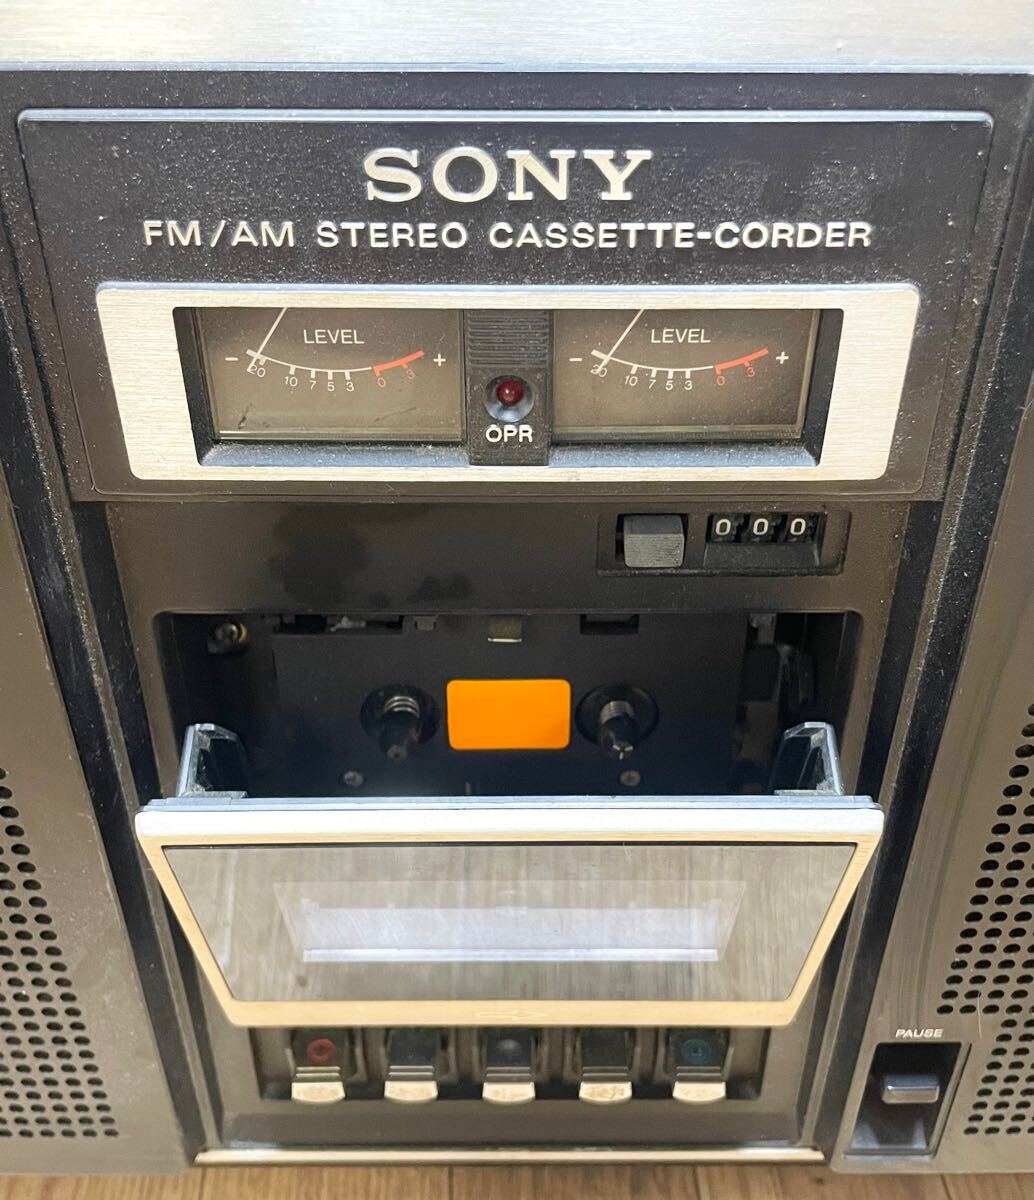 SONY
FM/AM STEREO CASSETTE-CORDER
LEVEL
- 20 10 7 5 3 0 3 +
OPR
LEVEL
- 20 10 7 5 3 0 3 +
000
PAUSE